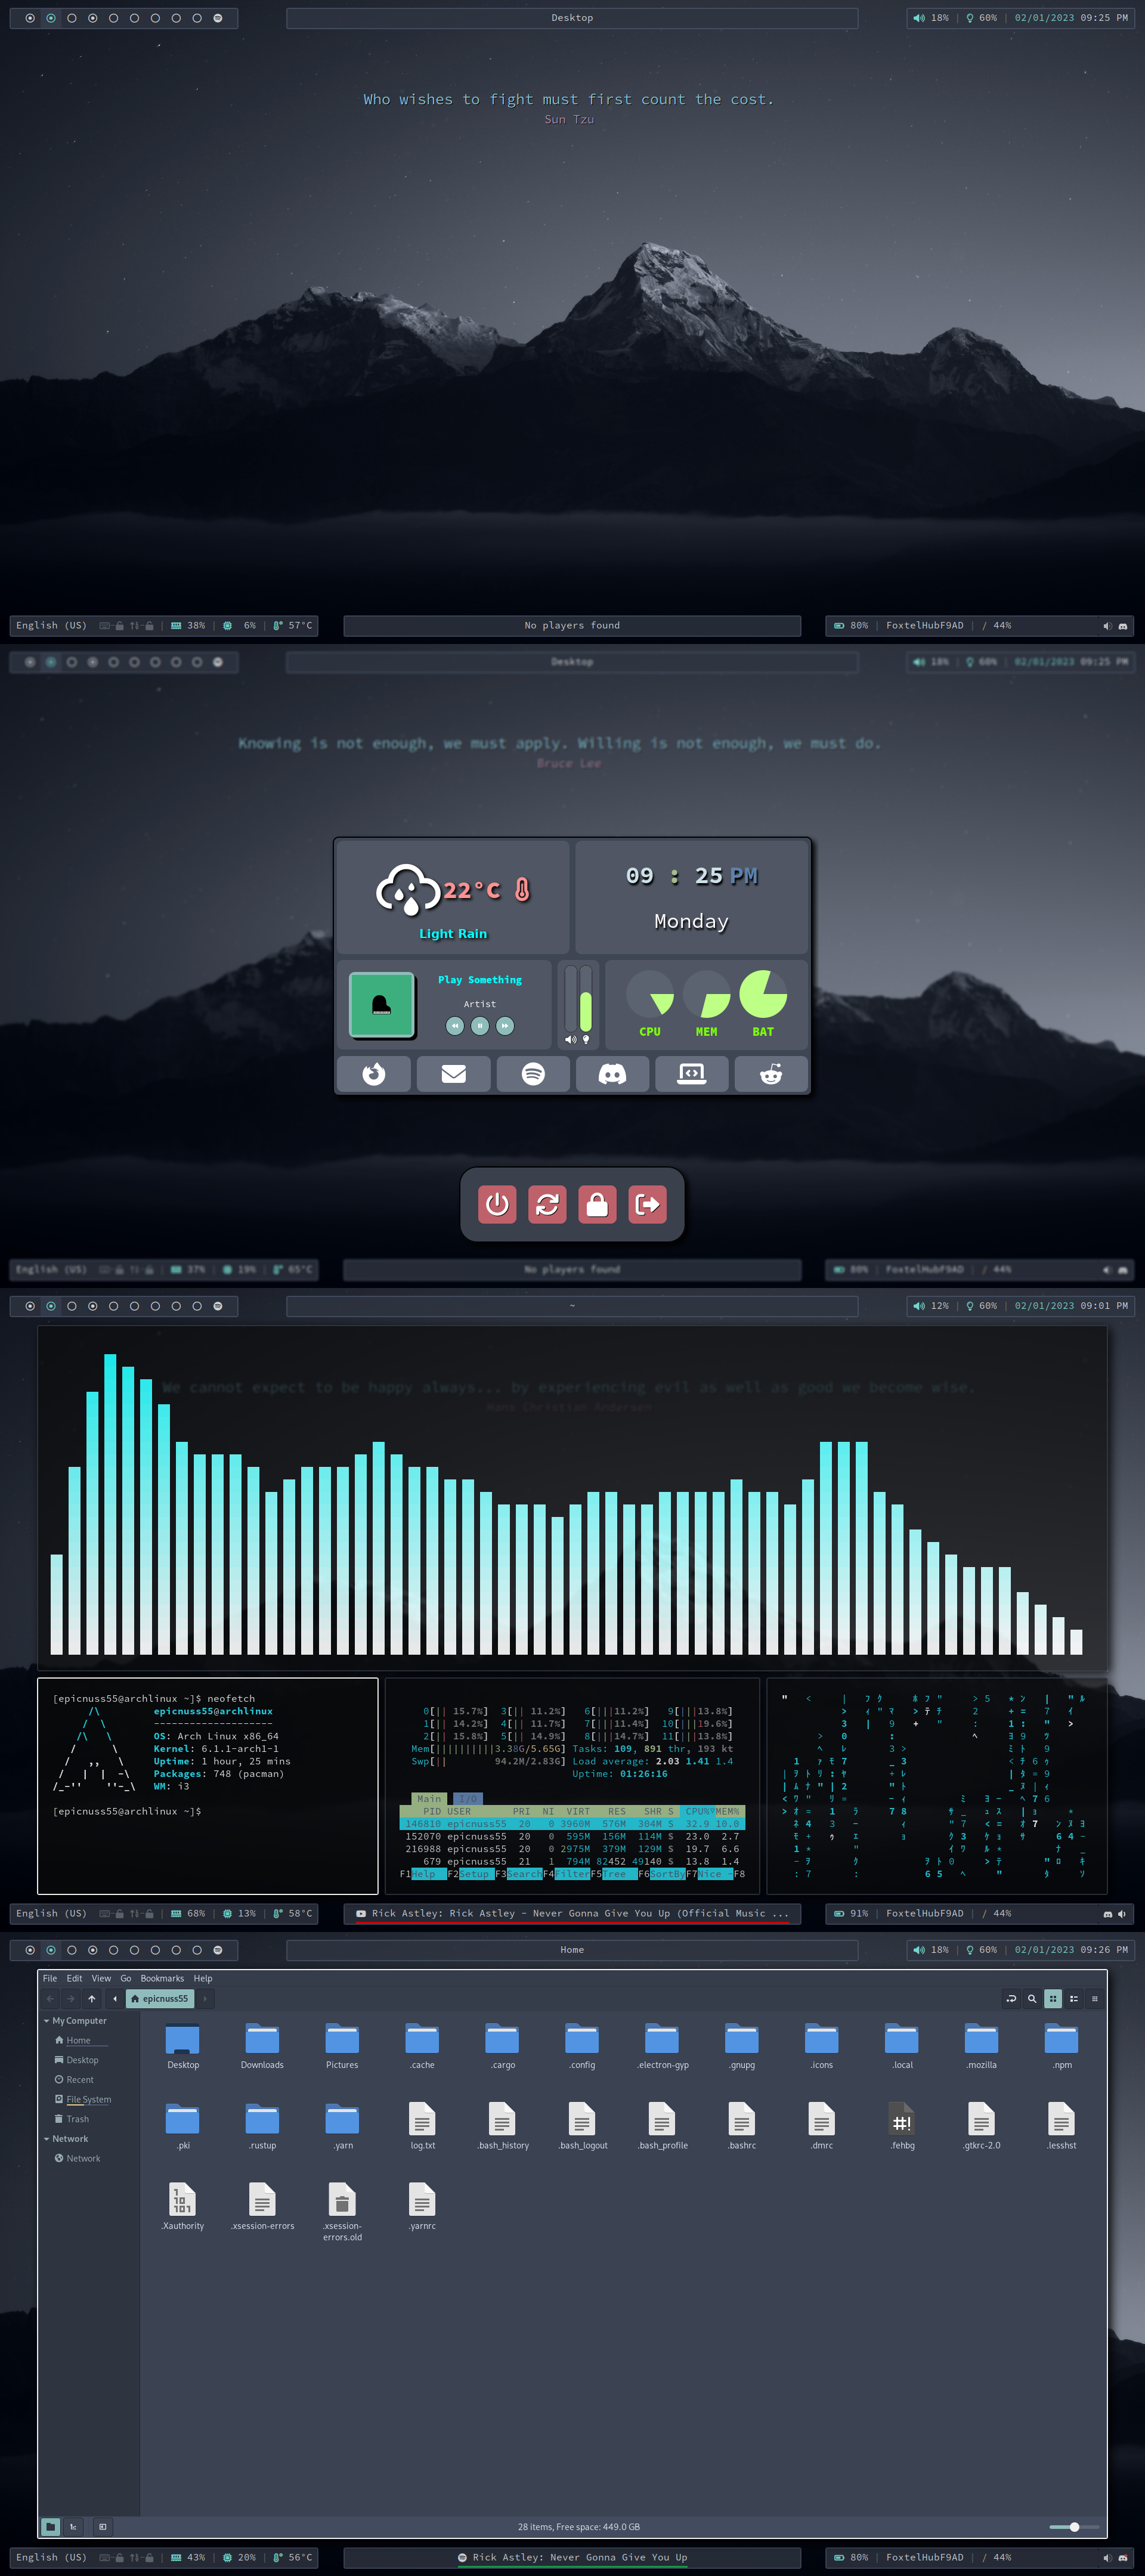 Desktop
18% | 60% | 02/01/2023 09:25 PM
Who wishes to fight must first count the cost.
Sun Tzu
English (US) | 38% | 6% | 57°C
No players found
80% | FoxtelHubF9AD | / 44%
Desktop
18% | 60% | 02/01/2023 09:25 PM
Knowing is not enough, we must apply. Willing is not enough, we must do.
Bruce Lee
22°C
Light Rain
09 : 25 PM
Monday
Play Something
Artist
CPU MEM BAT
English (US) | 37% | 19% | 65°C
No players found
80% | FoxtelHubF9AD | / 44%
~
12% | 60% | 02/01/2023 09:01 PM
We cannot expect to be happy always... by experiencing evil as well as good we become wise.
Hans Christian Andersen
[epicnuss55@archlinux ~]$ neofetch
epicnuss55@archlinux
--------------------
OS: Arch Linux x86_64
Kernel: 6.1.1-arch1-1
Uptime: 1 hour, 25 mins
Packages: 748 (pacman)
WM: i3
[epicnuss55@archlinux ~]$
0[|| 15.7%] 3[|| 11.2%] 6[|||11.2%] 9[|||13.8%]
1[|| 14.2%] 4[|| 11.7%] 7[|||11.4%] 10[|||19.6%]
2[|| 15.8%] 5[|| 14.9%] 8[|||14.7%] 11[|||13.8%]
Mem[||||||||||3.38G/5.65G] Tasks: 109, 891 thr, 193 kt
Swp[|| 94.2M/2.83G] Load average: 2.03 1.41 1.4
Uptime: 01:26:16
Main I/O
PID USER PRI NI VIRT RES SHR S CPU%▽MEM%
146810 epicnuss55 20 0 3960M 576M 304M S 32.9 10.0
152070 epicnuss55 20 0 595M 156M 114M S 23.0 2.7
216988 epicnuss55 20 0 2975M 379M 129M S 19.7 6.6
679 epicnuss55 21 1 794M 82452 49140 S 13.8 1.4
F1Help F2Setup F3SearchF4FilterF5Tree F6SortByF7Nice -F8
English (US) | 68% | 13% | 58°C
Rick Astley: Rick Astley - Never Gonna Give You Up (Official Music ...
91% | FoxtelHubF9AD | / 44%
Home
18% | 60% | 02/01/2023 09:26 PM
File Edit View Go Bookmarks Help
epicnuss55
My Computer
Home
Desktop
Recent
File System
Trash
Network
Network
Desktop Downloads Pictures .cache .cargo .config .electron-gyp .gnupg .icons .local .mozilla .npm
.pki .rustup .yarn log.txt .bash_history .bash_logout .bash_profile .bashrc .dmrc .fehbg .gtkrc-2.0 .lesshst
.Xauthority .xsession-errors .xsession-errors.old .yarnrc
28 items, Free space: 449.0 GB
English (US) | 43% | 20% | 56°C
Rick Astley: Never Gonna Give You Up
80% | FoxtelHubF9AD | / 44%